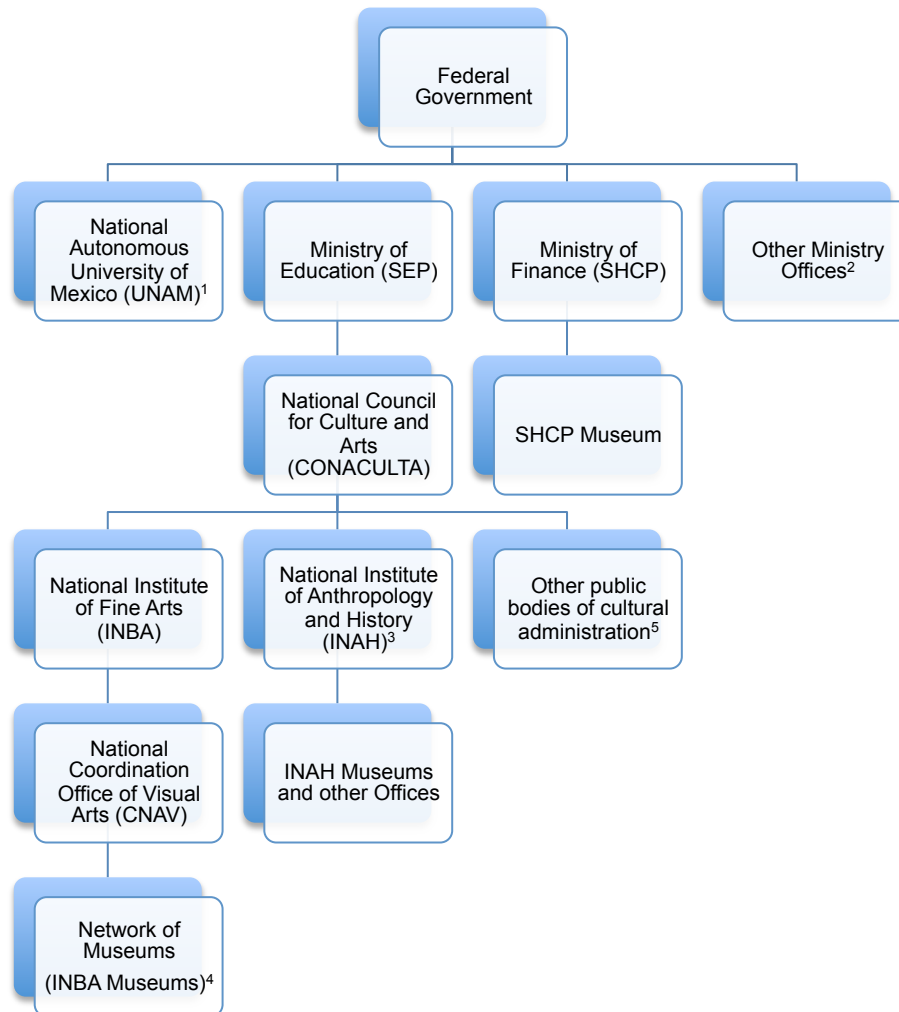 Federal
Government
National
Autonomous
University of
Mexico (UNAM)¹
Ministry of
Education (SEP)
Ministry of
Finance (SHCP)
Other Ministry
Offices²
National Council
for Culture and
Arts
(CONACULTA)
SHCP Museum
National Institute
of Fine Arts
(INBA)
National Institute
of Anthropology
and History
(INAH)³
Other public
bodies of cultural
administration⁵
National
Coordination
Office of Visual
Arts (CNAV)
INAH Museums
and other Offices
Network of
Museums
(INBA Museums)⁴